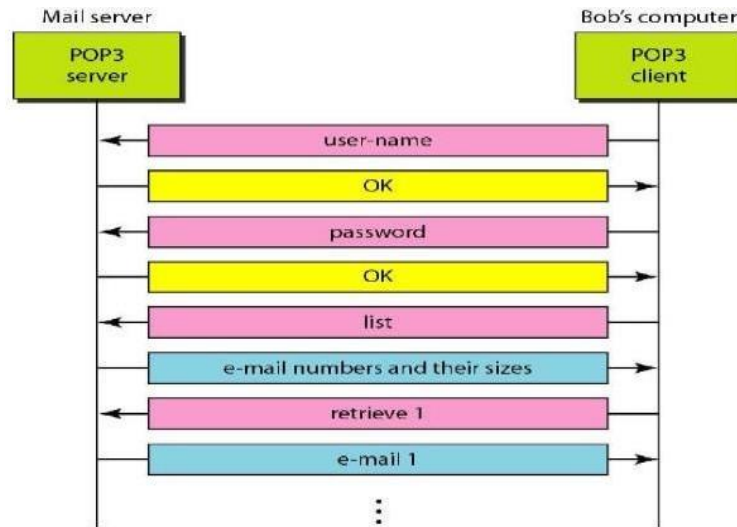 Mail server
Bob's computer
POP3
server
POP3
client
user-name
OK
password
OK
list
e-mail numbers and their sizes
retrieve 1
e-mail 1